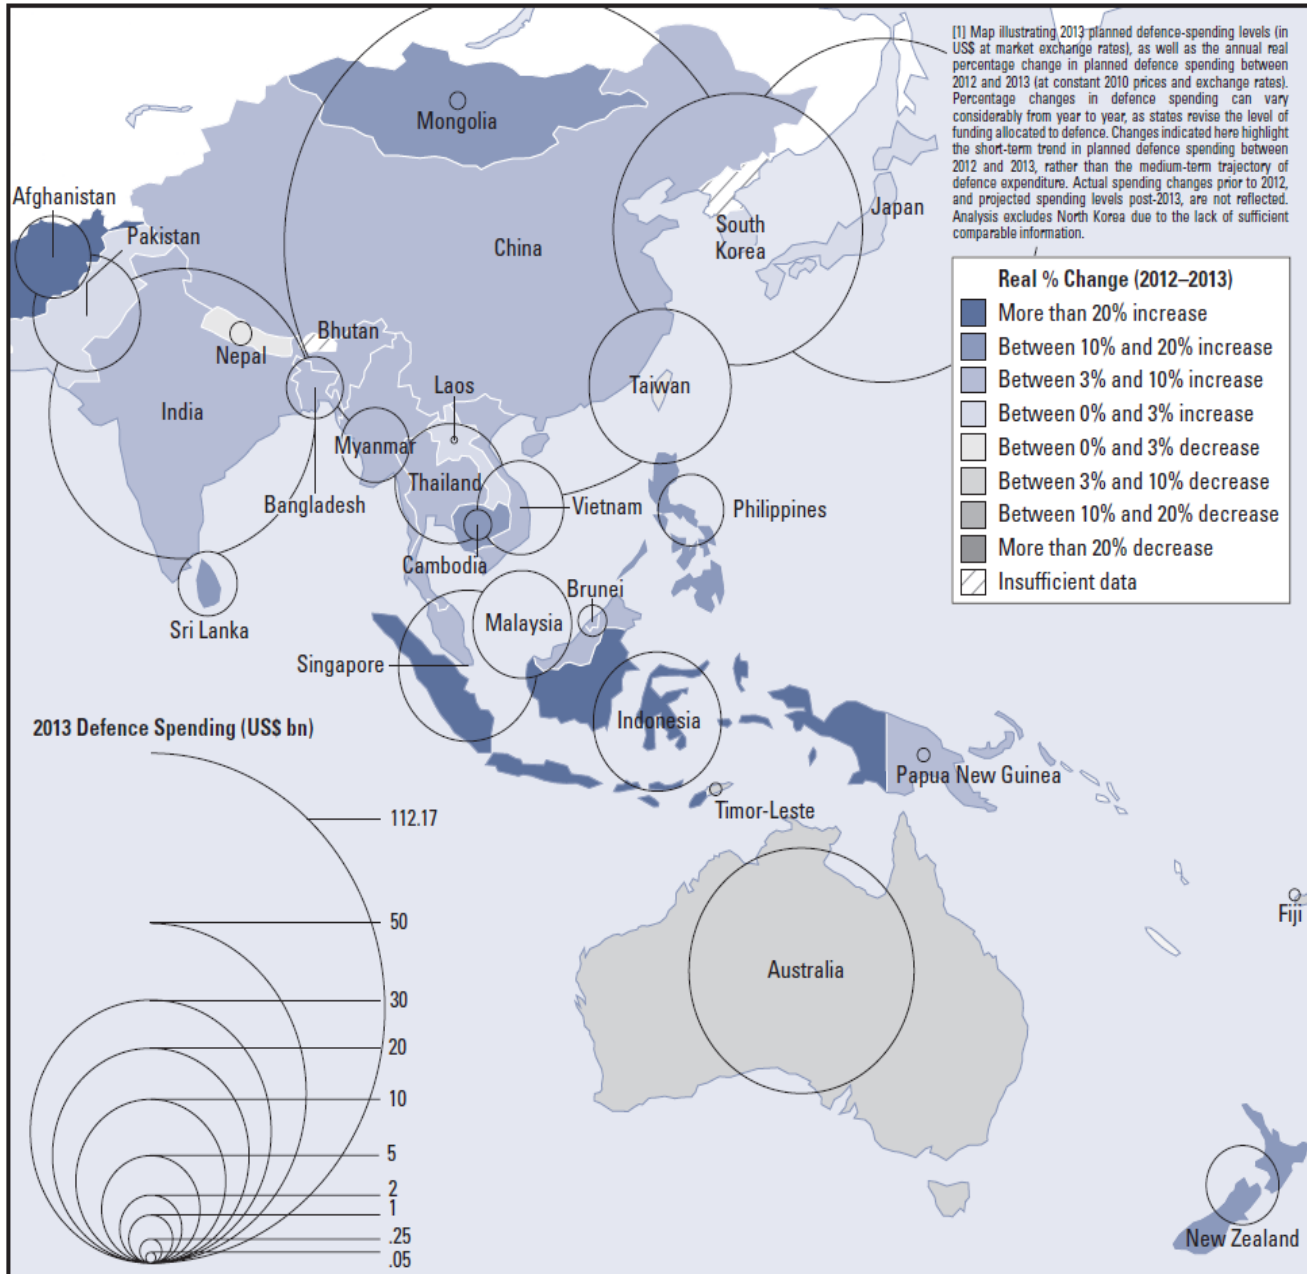 [1] Map illustrating 2013 planned defence-spending levels (in
US$ at market exchange rates), as well as the annual real
percentage change in planned defence spending between
2012 and 2013 (at constant 2010 prices and exchange rates).
Percentage changes in defence spending can vary
considerably from year to year, as states revise the level of
funding allocated to defence. Changes indicated here highlight
the short-term trend in planned defence spending between
2012 and 2013, rather than the medium-term trajectory of
defence expenditure. Actual spending changes prior to 2012,
and projected spending levels post-2013, are not reflected.
Analysis excludes North Korea due to the lack of sufficient
comparable information.
Mongolia
Afghanistan
Pakistan
China
South
Korea
Japan
Real % Change (2012–2013)
More than 20% increase
Between 10% and 20% increase
Between 3% and 10% increase
Between 0% and 3% increase
Between 0% and 3% decrease
Between 3% and 10% decrease
Between 10% and 20% decrease
More than 20% decrease
Insufficient data
Bhutan
Nepal
Laos
Taiwan
India
Myanmar
Thailand
Bangladesh
Vietnam
Philippines
Cambodia
Brunei
Sri Lanka
Malaysia
Singapore
Indonesia
Papua New Guinea
Timor-Leste
Fiji
Australia
New Zealand
2013 Defence Spending (US$ bn)
112.17
50
30
20
10
5
2
1
.25
.05